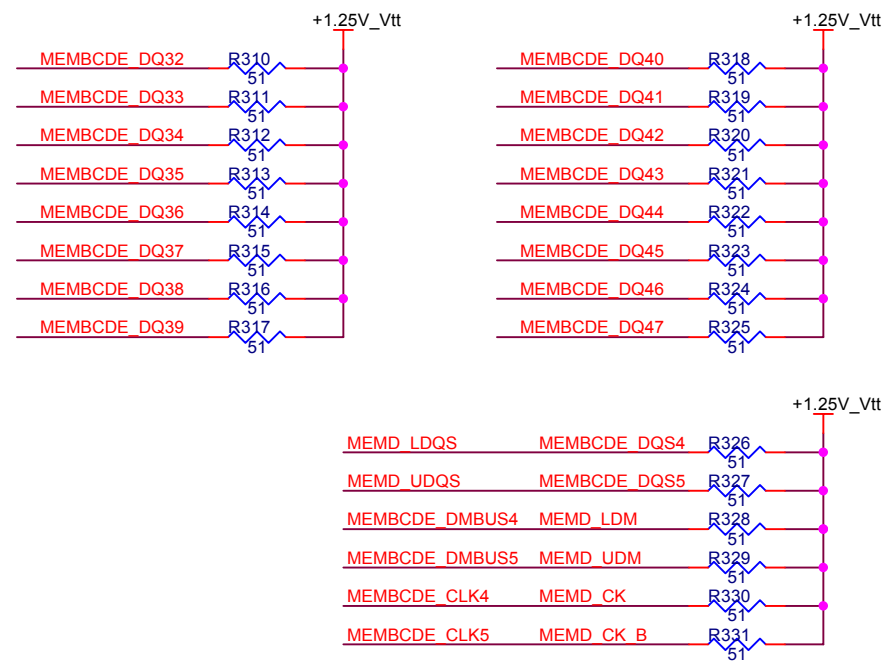 +1.25V_Vtt
MEMBCDE_DQ32 R310
51
MEMBCDE_DQ33 R311
51
MEMBCDE_DQ34 R312
51
MEMBCDE_DQ35 R313
51
MEMBCDE_DQ36 R314
51
MEMBCDE_DQ37 R315
51
MEMBCDE_DQ38 R316
51
MEMBCDE_DQ39 R317
51
+1.25V_Vtt
MEMBCDE_DQ40 R318
51
MEMBCDE_DQ41 R319
51
MEMBCDE_DQ42 R320
51
MEMBCDE_DQ43 R321
51
MEMBCDE_DQ44 R322
51
MEMBCDE_DQ45 R323
51
MEMBCDE_DQ46 R324
51
MEMBCDE_DQ47 R325
51
+1.25V_Vtt
MEMD_LDQS MEMBCDE_DQS4 R326
51
MEMD_UDQS MEMBCDE_DQS5 R327
51
MEMBCDE_DMBUS4 MEMD_LDM R328
51
MEMBCDE_DMBUS5 MEMD_UDM R329
51
MEMBCDE_CLK4 MEMD_CK R330
51
MEMBCDE_CLK5 MEMD_CK_B R331
51